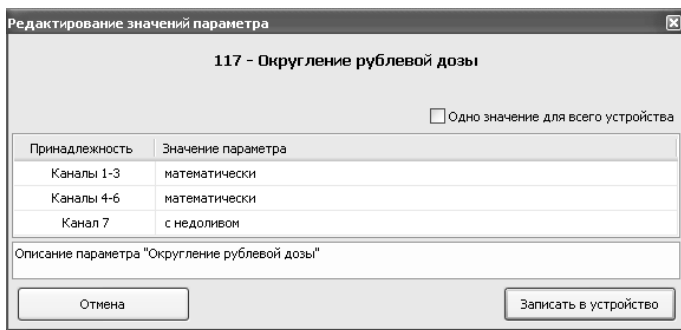 Редактирование значений параметра
117 - Округление рублевой дозы
Одно значение для всего устройства
Принадлежность Значение параметра
Каналы 1-3 математически
Каналы 4-6 математически
Канал 7 с недоливом
Описание параметра "Округление рублевой дозы"
Отмена Записать в устройство